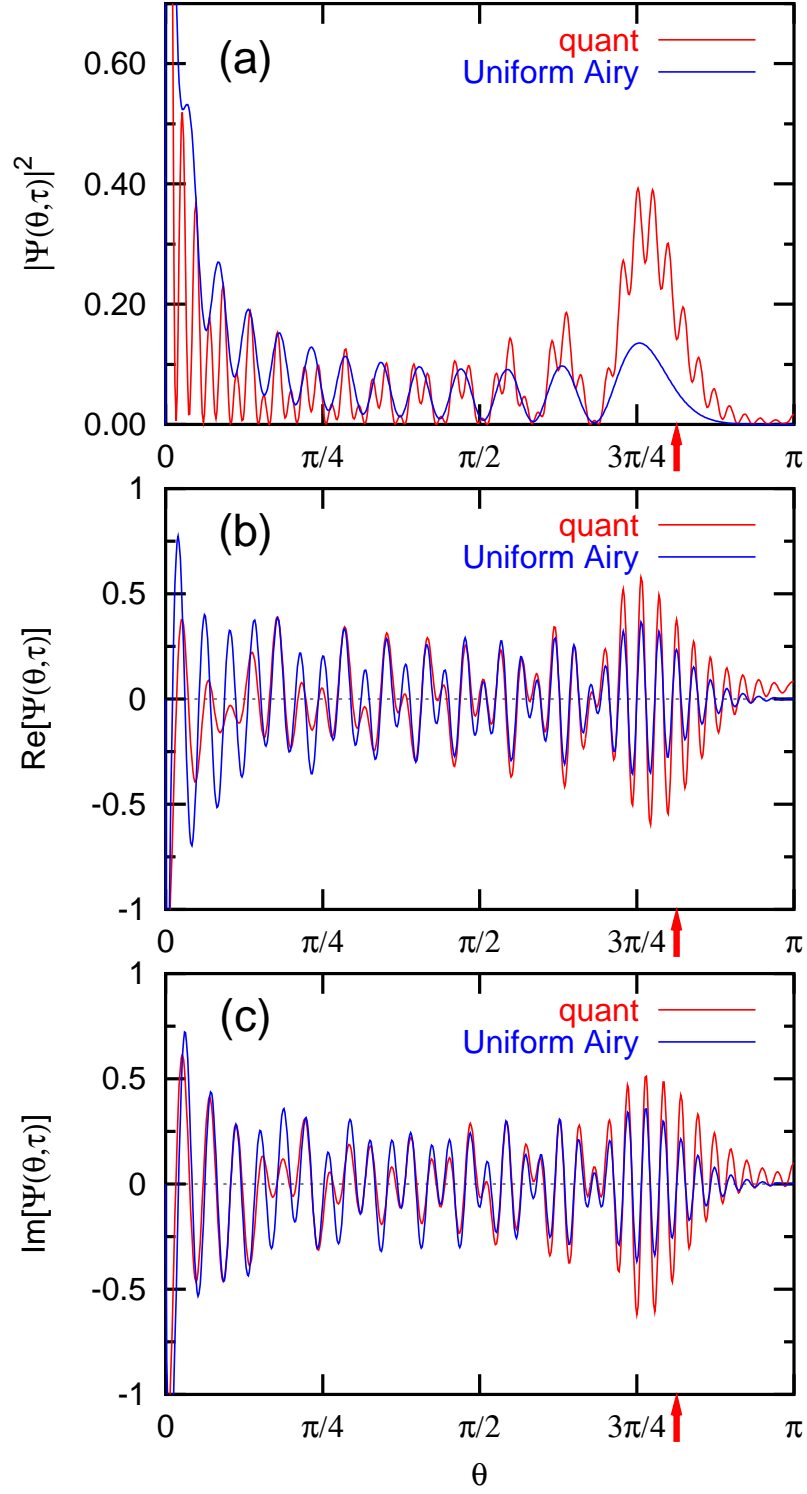 (a)
quant
Uniform Airy
|Ψ(θ,τ)|²
0.60
0.40
0.20
0.00
0 π/4 π/2 3π/4 π
(b)
quant
Uniform Airy
Re[Ψ(θ,τ)]
1
0.5
0
-0.5
-1
0 π/4 π/2 3π/4 π
(c)
quant
Uniform Airy
Im[Ψ(θ,τ)]
1
0.5
0
-0.5
-1
0 π/4 π/2 3π/4 π
θ